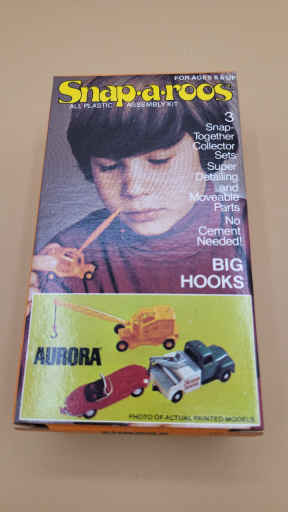 FOR AGES 8 & UP
Snap-a-roos
ALL PLASTIC ASSEMBLY KIT
3
Snap-
Together
Collector
Sets
Super
Detailing
and
Moveable
Parts
No
Cement
Needed!
BIG
HOOKS
AURORA
PHOTO OF ACTUAL PAINTED MODELS